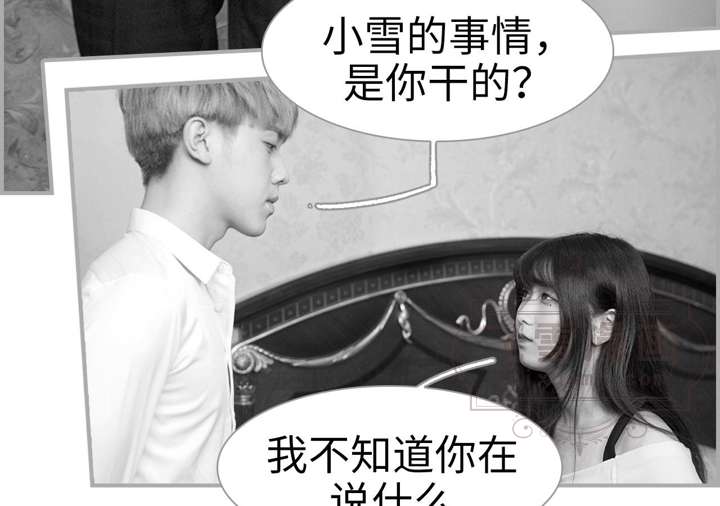 小雪的事情，
是你干的？
我不知道你在
说什么